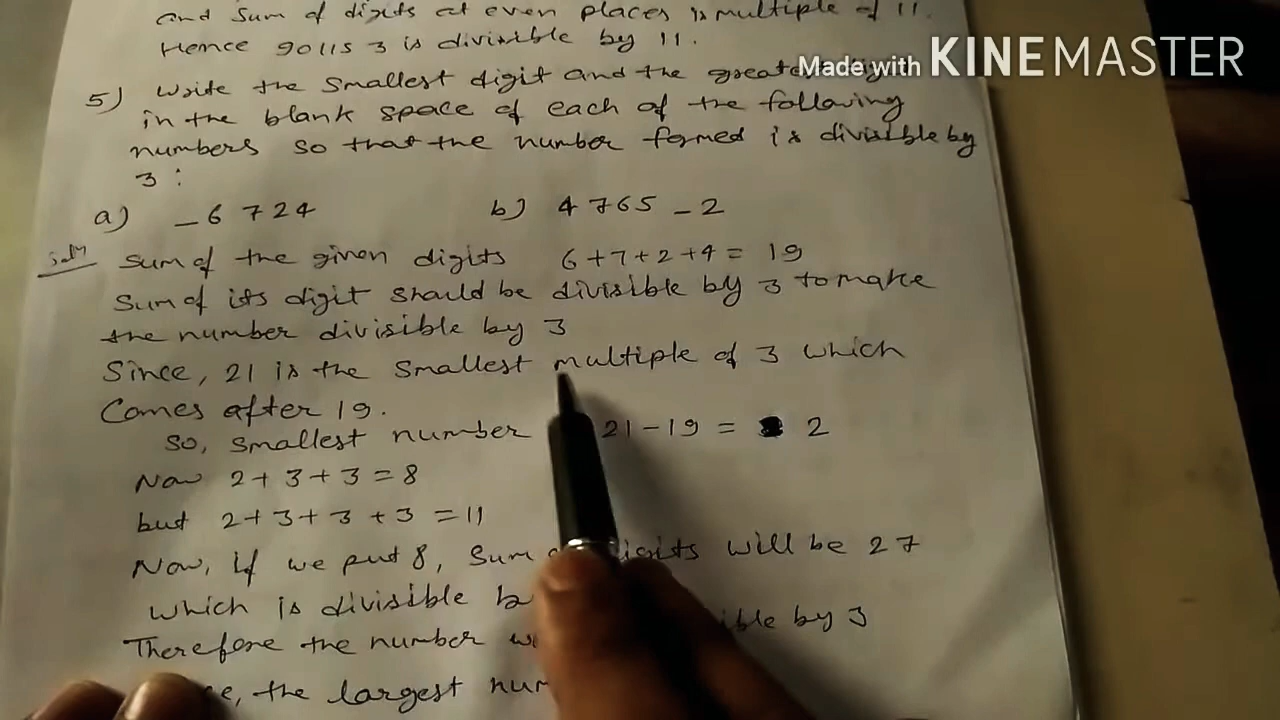 and sum of digits at even places is multiple of 11.
Hence 901153 is divisible by 11.
Made with KINEMASTER
5) Write the smallest digit and the greatest
in the blank space of each of the following
numbers so that the number formed is divisible by
3 :
a) _6724 b) 4765_2
Soln Sum of the given digits 6+7+2+4= 19
Sum of its digit should be divisible by 3 to make
the number divisible by 3
Since, 21 is the smallest multiple of 3 which
Comes after 19.
So, smallest number 21-19 = 2
Now 2+3+3=8
but 2+3+3+3=11
Now, if we put 8, Sum digits will be 27
which is divisible
Therefore the number by 3
the largest